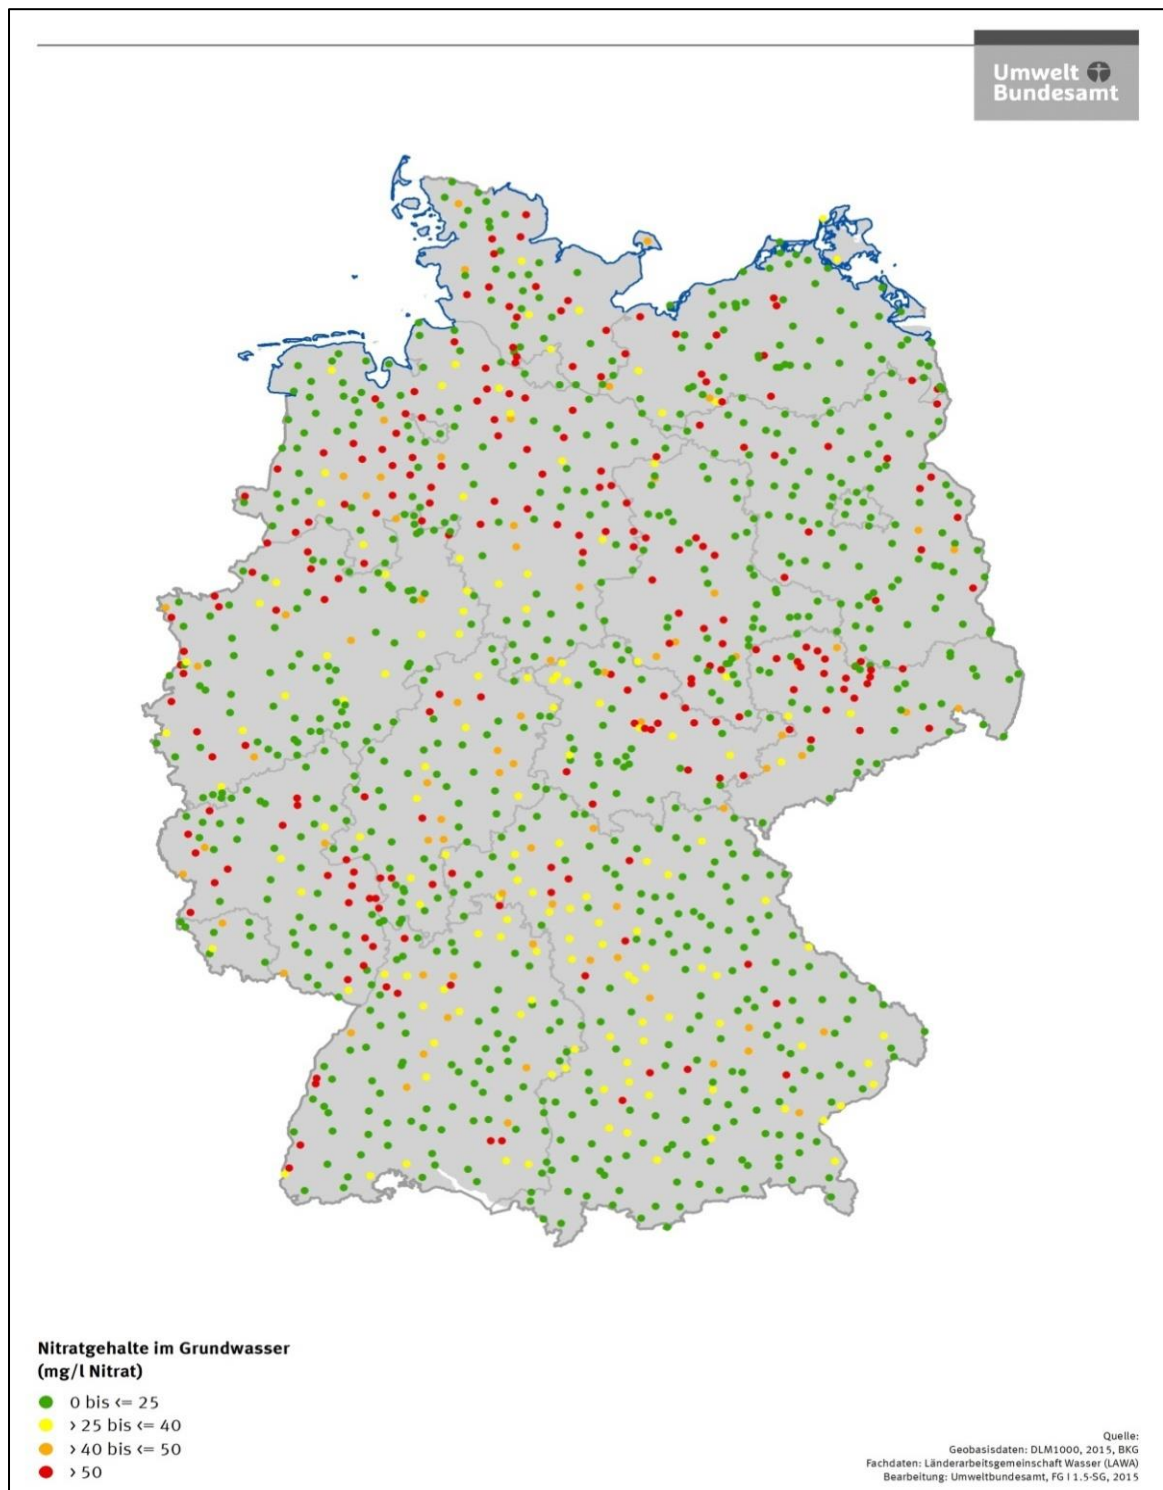 Umwelt
Bundesamt
Nitratgehalte im Grundwasser
(mg/l Nitrat)
0 bis <= 25
> 25 bis <= 40
> 40 bis <= 50
> 50
Quelle:
Geobasisdaten: DLM1000, 2015, BKG
Fachdaten: Länderarbeitsgemeinschaft Wasser (LAWA)
Bearbeitung: Umweltbundesamt, FG I 1.5-SG, 2015